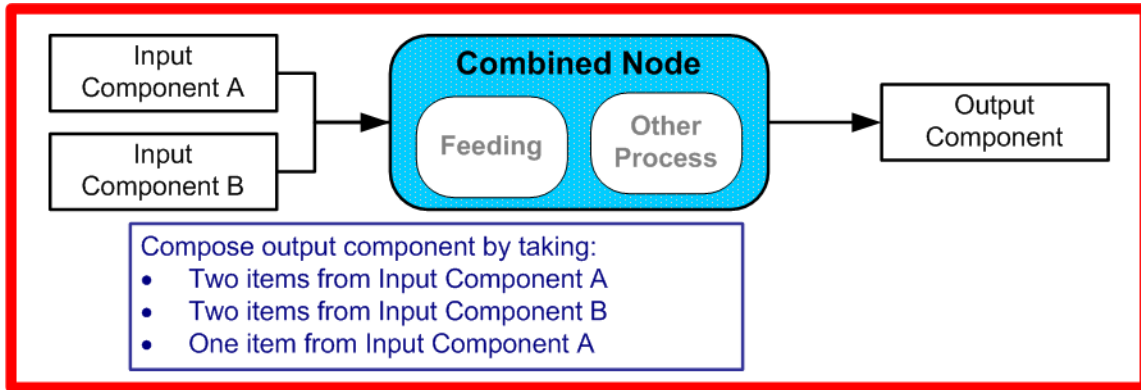 Input
Component A
Input
Component B
Combined Node
Feeding
Other
Process
Output
Component
Compose output component by taking:
• Two items from Input Component A
• Two items from Input Component B
• One item from Input Component A